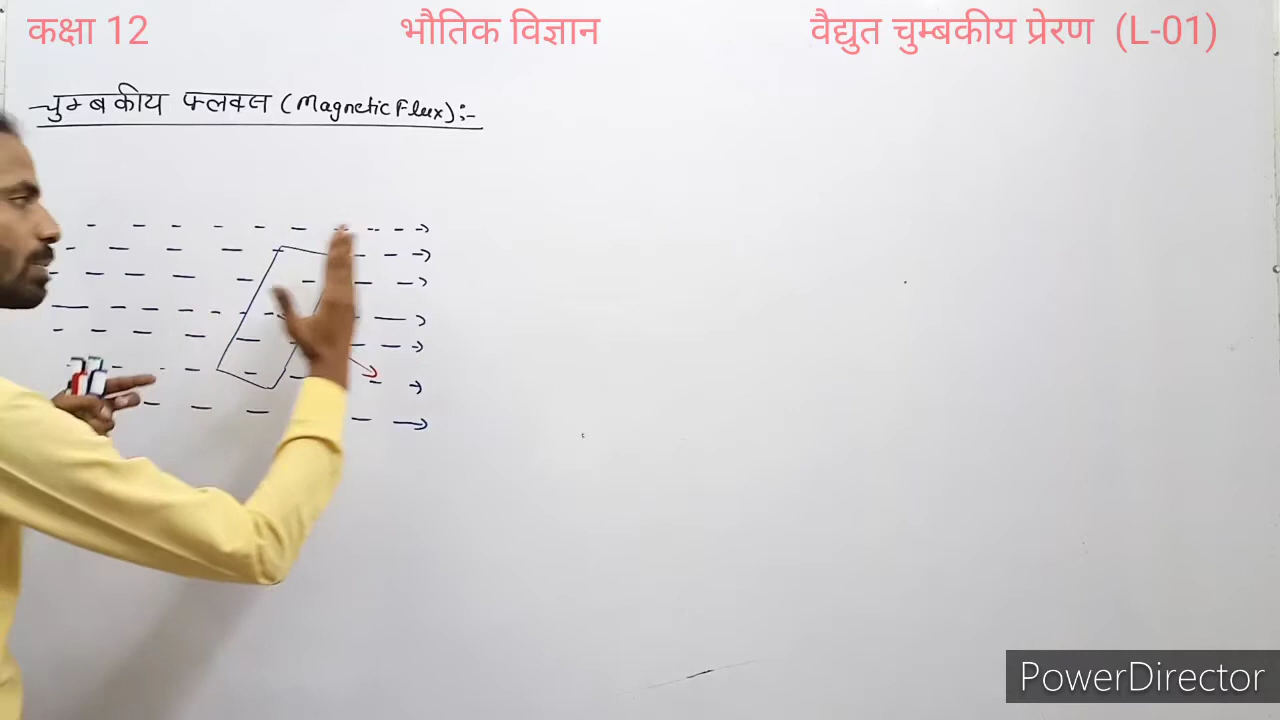 कक्षा 12 भौतिक विज्ञान वैद्युत चुम्बकीय प्रेरण (L-01)
चुम्बकीय फ्लक्स (Magnetic Flux) :-
PowerDirector